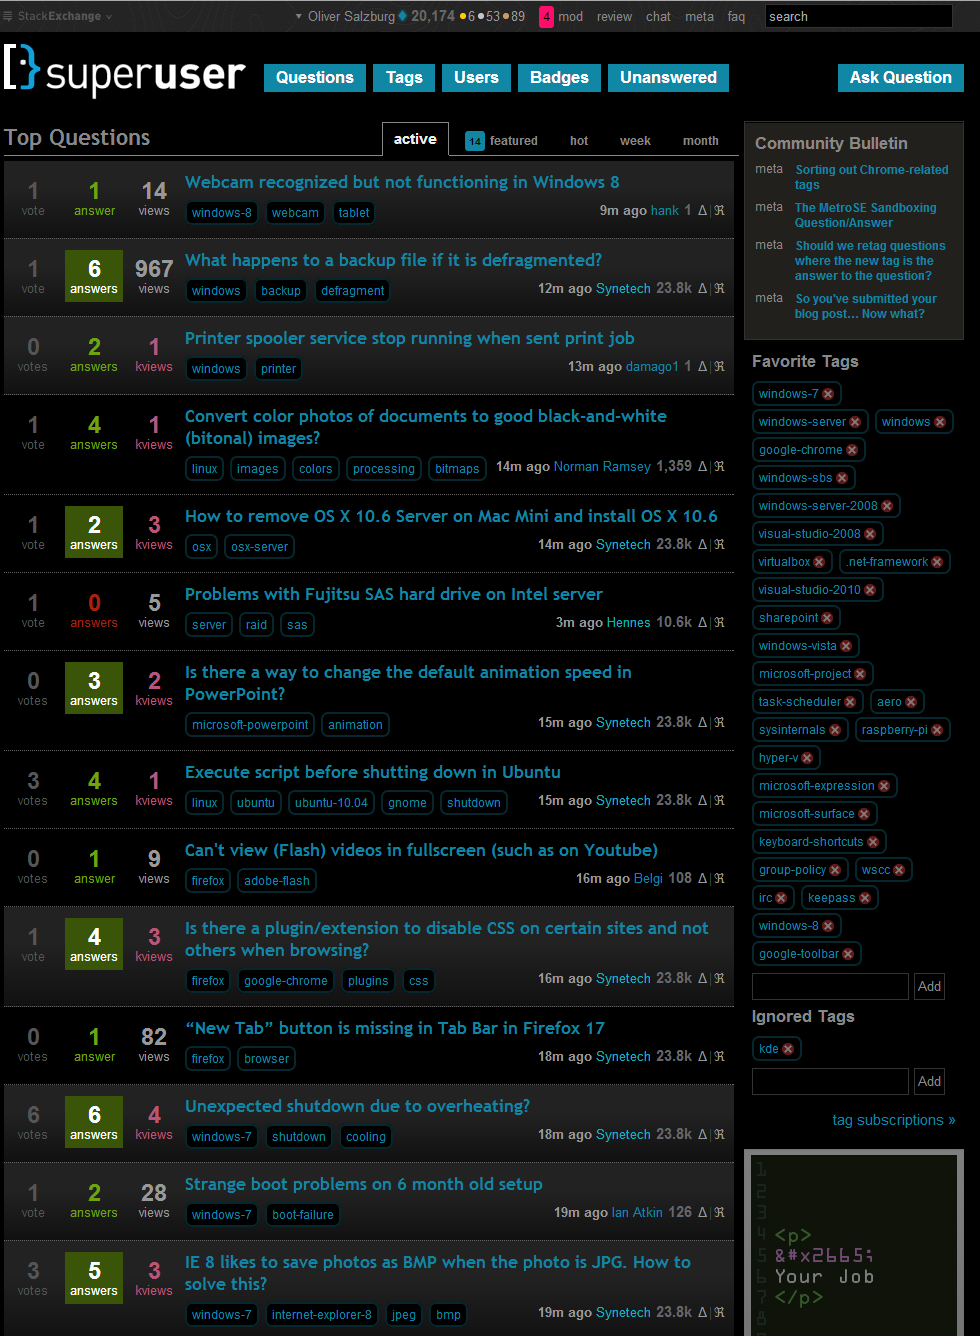 StackExchange
Oliver Salzburg 20,174 6 53 89 4 mod review chat meta faq search
superuser
Questions Tags Users Badges Unanswered Ask Question
Top Questions active 14 featured hot week month
1 vote 1 answer 14 views
Webcam recognized but not functioning in Windows 8
windows-8 webcam tablet
9m ago hank 1 Δ|ℜ
1 vote 6 answers 967 views
What happens to a backup file if it is defragmented?
windows backup defragment
12m ago Synetech 23.8k Δ|ℜ
0 votes 2 answers 1 kviews
Printer spooler service stop running when sent print job
windows printer
13m ago damago1 1 Δ|ℜ
1 vote 4 answers 1 kviews
Convert color photos of documents to good black-and-white
(bitonal) images?
linux images colors processing bitmaps
14m ago Norman Ramsey 1,359 Δ|ℜ
1 vote 2 answers 3 kviews
How to remove OS X 10.6 Server on Mac Mini and install OS X 10.6
osx osx-server
14m ago Synetech 23.8k Δ|ℜ
1 vote 0 answers 5 views
Problems with Fujitsu SAS hard drive on Intel server
server raid sas
3m ago Hennes 10.6k Δ|ℜ
0 votes 3 answers 2 kviews
Is there a way to change the default animation speed in
PowerPoint?
microsoft-powerpoint animation
15m ago Synetech 23.8k Δ|ℜ
3 votes 4 answers 1 kviews
Execute script before shutting down in Ubuntu
linux ubuntu ubuntu-10.04 gnome shutdown
15m ago Synetech 23.8k Δ|ℜ
0 votes 1 answer 9 views
Can't view (Flash) videos in fullscreen (such as on Youtube)
firefox adobe-flash
16m ago Belgi 108 Δ|ℜ
1 vote 4 answers 3 kviews
Is there a plugin/extension to disable CSS on certain sites and not
others when browsing?
firefox google-chrome plugins css
16m ago Synetech 23.8k Δ|ℜ
0 votes 1 answer 82 views
“New Tab” button is missing in Tab Bar in Firefox 17
firefox browser
18m ago Synetech 23.8k Δ|ℜ
6 votes 6 answers 4 kviews
Unexpected shutdown due to overheating?
windows-7 shutdown cooling
18m ago Synetech 23.8k Δ|ℜ
1 vote 2 answers 28 views
Strange boot problems on 6 month old setup
windows-7 boot-failure
19m ago Ian Atkin 126 Δ|ℜ
3 votes 5 answers 3 kviews
IE 8 likes to save photos as BMP when the photo is JPG. How to
solve this?
windows-7 internet-explorer-8 jpeg bmp
19m ago Synetech 23.8k Δ|ℜ
Community Bulletin
meta Sorting out Chrome-related
tags
meta The MetroSE Sandboxing
Question/Answer
meta Should we retag questions
where the new tag is the
answer to the question?
meta So you've submitted your
blog post... Now what?
Favorite Tags
windows-7
windows-server windows
google-chrome
windows-sbs
windows-server-2008
visual-studio-2008
virtualbox .net-framework
visual-studio-2010
sharepoint
windows-vista
microsoft-project
task-scheduler aero
sysinternals raspberry-pi
hyper-v
microsoft-expression
microsoft-surface
keyboard-shortcuts
group-policy wscc
irc keepass
windows-8
google-toolbar
Add
Ignored Tags
kde
Add
tag subscriptions »
1
2
3
4 <p>
5 &#x2665;
6 Your Job
7 </p>
8